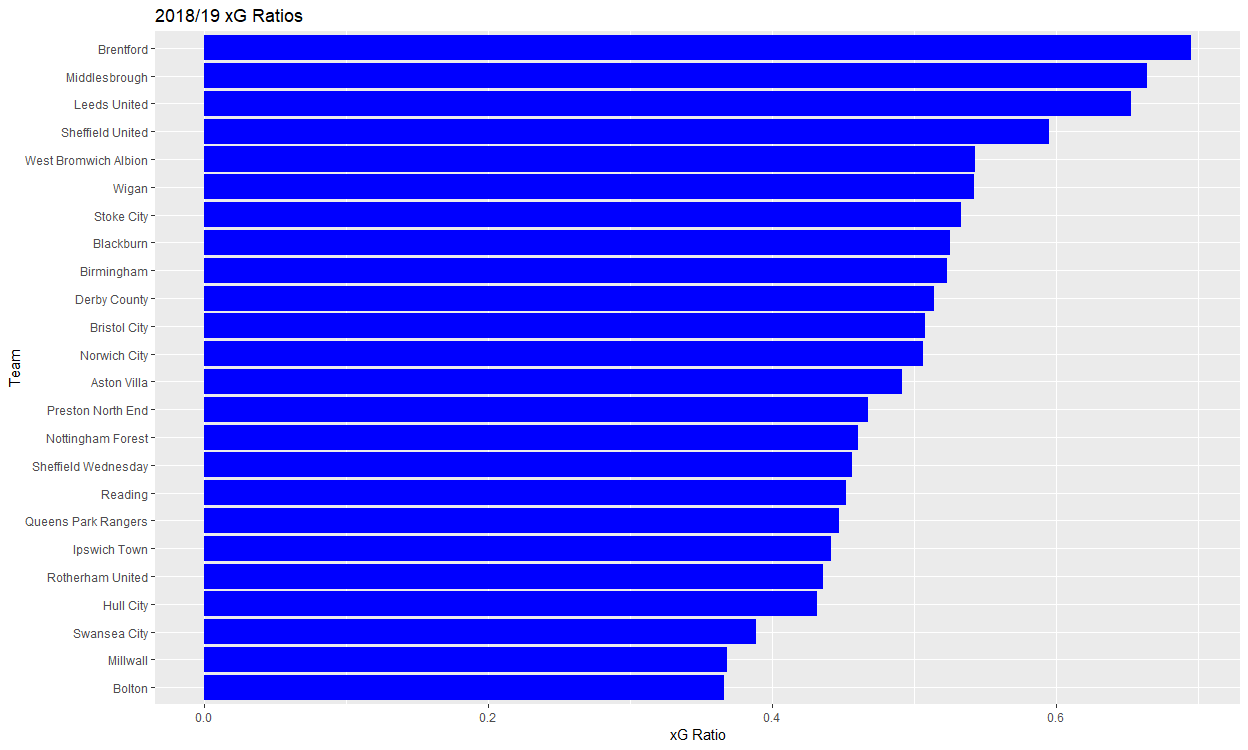 2018/19 xG Ratios
Team
Brentford
Middlesbrough
Leeds United
Sheffield United
West Bromwich Albion
Wigan
Stoke City
Blackburn
Birmingham
Derby County
Bristol City
Norwich City
Aston Villa
Preston North End
Nottingham Forest
Sheffield Wednesday
Reading
Queens Park Rangers
Ipswich Town
Rotherham United
Hull City
Swansea City
Millwall
Bolton
0.0 0.2 0.4 0.6
xG Ratio